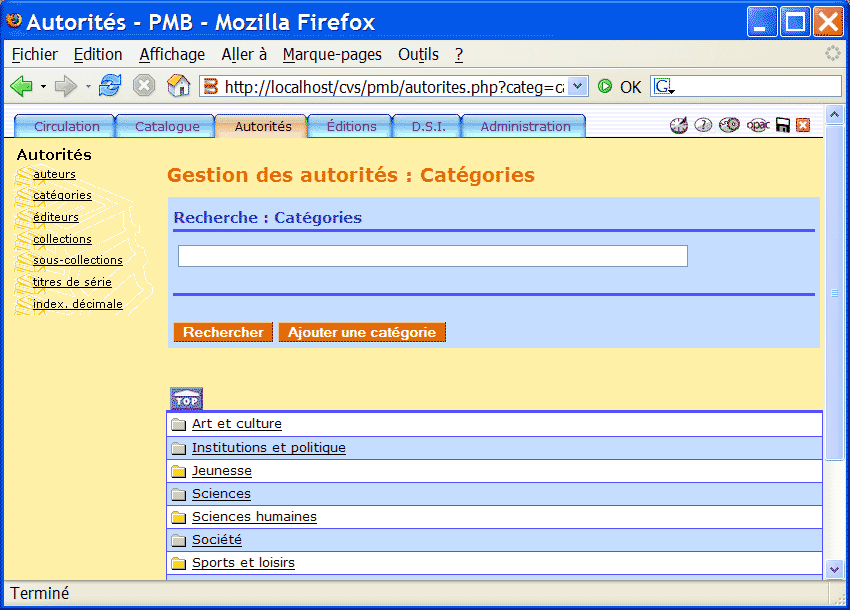 Autorités - PMB - Mozilla Firefox
Fichier Edition Affichage Aller à Marque-pages Outils ?
http://localhost/cvs/pmb/autorites.php?categ=ca OK G
Circulation Catalogue Autorités Éditions D.S.I. Administration opac
Autorités
auteurs
catégories
éditeurs
collections
sous-collections
titres de série
index. décimale
Gestion des autorités : Catégories
Recherche : Catégories
Rechercher Ajouter une catégorie
TOP
Art et culture
Institutions et politique
Jeunesse
Sciences
Sciences humaines
Société
Sports et loisirs
Terminé